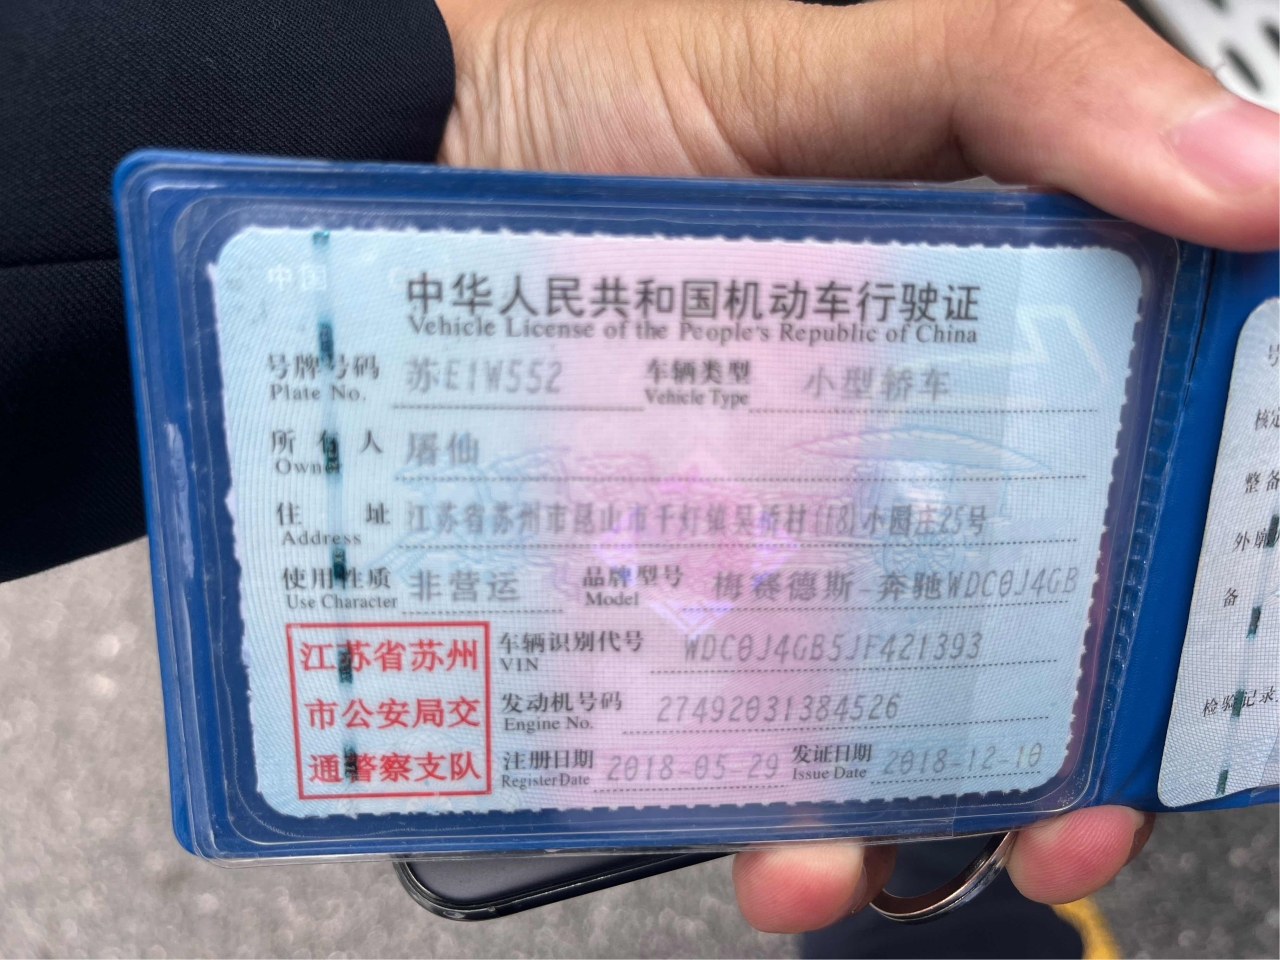 中华人民共和国机动车行驶证
Vehicle License of the People's Republic of China
号牌号码 苏E1W552 车辆类型 小型轿车
Plate No. Vehicle Type
所有人 屠仙
Owner
住址 江苏省苏州市昆山市千灯镇吴桥村(18)小园庄25号
Address
使用性质 非营运 品牌型号 梅赛德斯-奔驰WDC0J4GB
Use Character Model
江苏省苏州
市公安局交
通警察支队
车辆识别代号 WDC0J4GB5JF421393
VIN
发动机号码 27492031384526
Engine No.
注册日期 2018-05-29 发证日期 2018-12-10
Register Date Issue Date
号
核定
整备
外廓
备
检验记录